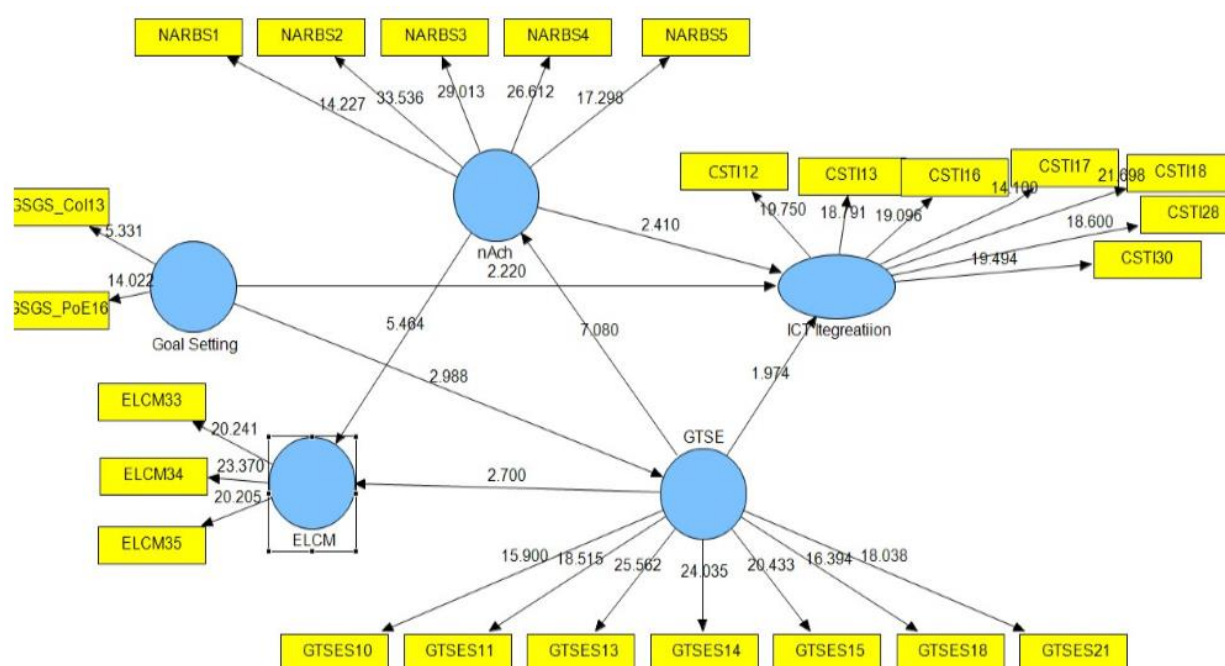 NARBS1
NARBS2
NARBS3
NARBS4
NARBS5
14.227
33.536
29.013
26.612
17.298
CSTI12
CSTI13
CSTI16
CSTI17
CSTI18
CSTI28
CSTI30
19.750
18.791
19.096
14.100
21.698
18.600
19.494
GSGS_Col13
5.331
14.022
GSGS_PoE16
Goal Setting
nAch
2.410
2.220
ICT Itegreatiion
5.464
7.080
2.988
1.974
ELCM33
20.241
ELCM34
23.370
20.205
ELCM35
ELCM
2.700
GTSE
15.900
18.515
25.562
24.035
20.433
16.394
18.038
GTSES10
GTSES11
GTSES13
GTSES14
GTSES15
GTSES18
GTSES21